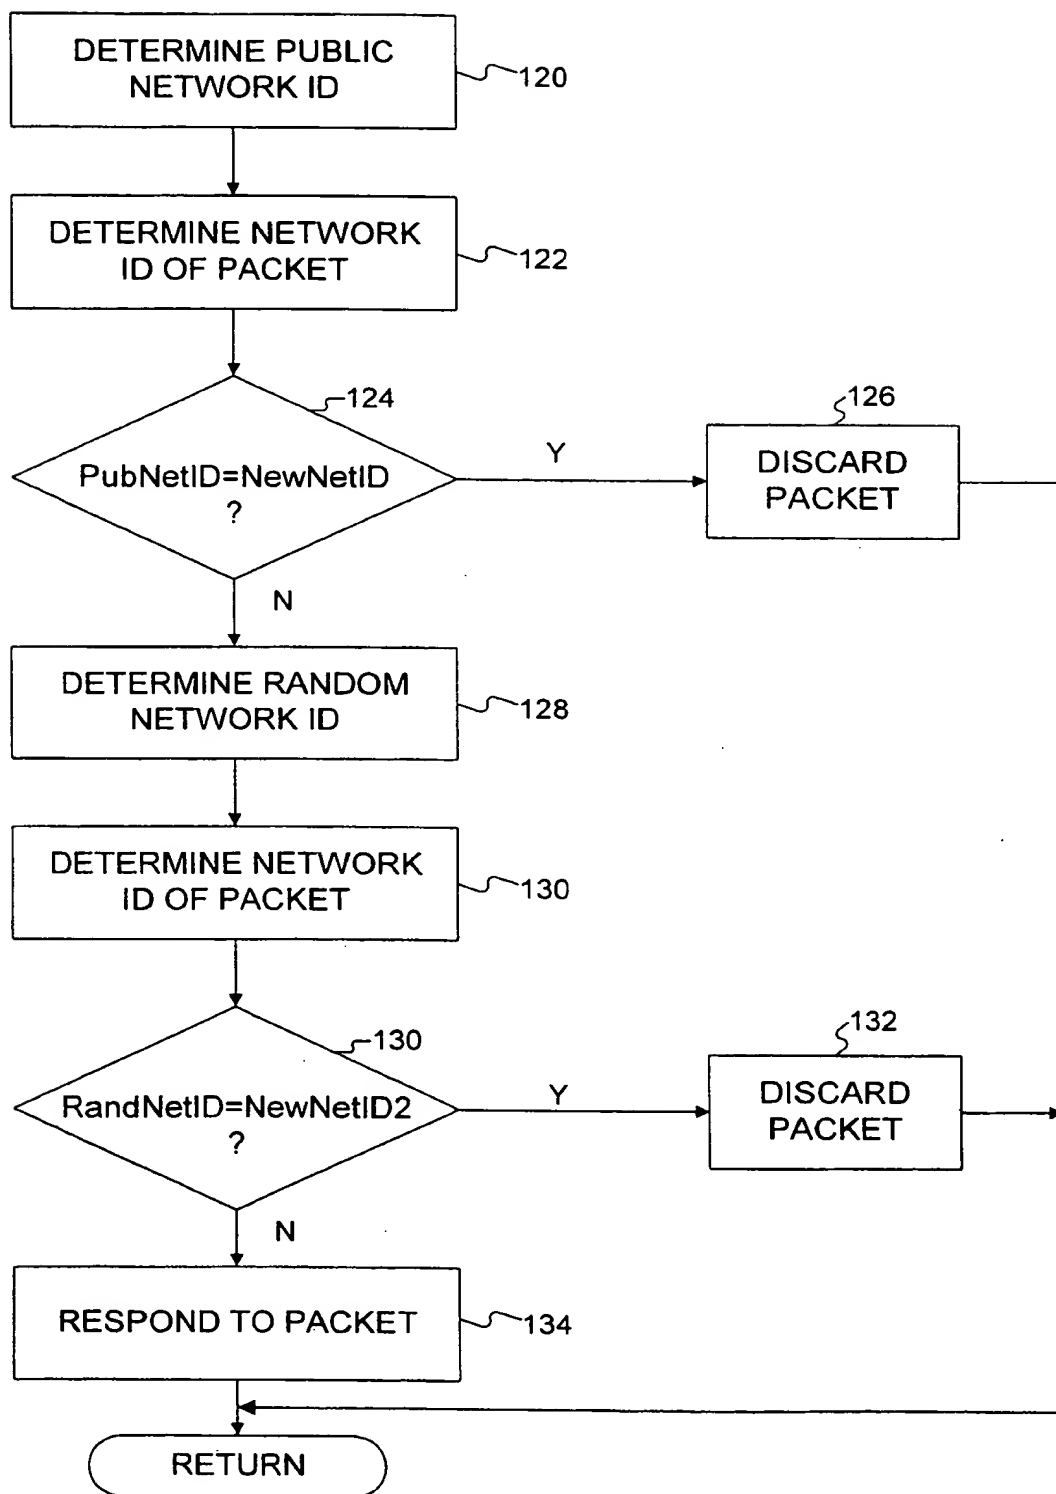 DETERMINE PUBLIC
NETWORK ID
120
DETERMINE NETWORK
ID OF PACKET
122
124
PubNetID=NewNetID
?
Y
126
DISCARD
PACKET
N
DETERMINE RANDOM
NETWORK ID
128
DETERMINE NETWORK
ID OF PACKET
130
130
RandNetID=NewNetID2
?
Y
132
DISCARD
PACKET
N
RESPOND TO PACKET
134
RETURN